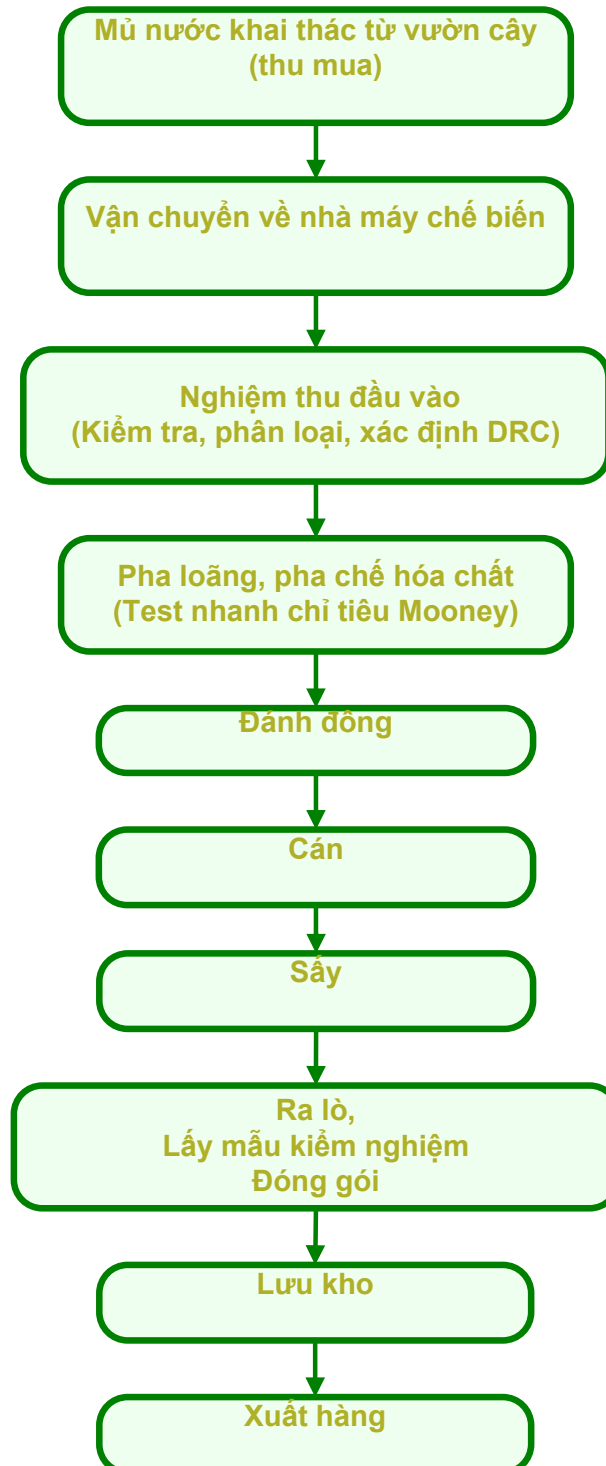 Mủ nước khai thác từ vườn cây
(thu mua)
Vận chuyển về nhà máy chế biến
Nghiệm thu đầu vào
(Kiểm tra, phân loại, xác định DRC)
Pha loãng, pha chế hóa chất
(Test nhanh chỉ tiêu Mooney)
Đánh đông
Cán
Sấy
Ra lò,
Lấy mẫu kiểm nghiệm
Đóng gói
Lưu kho
Xuất hàng